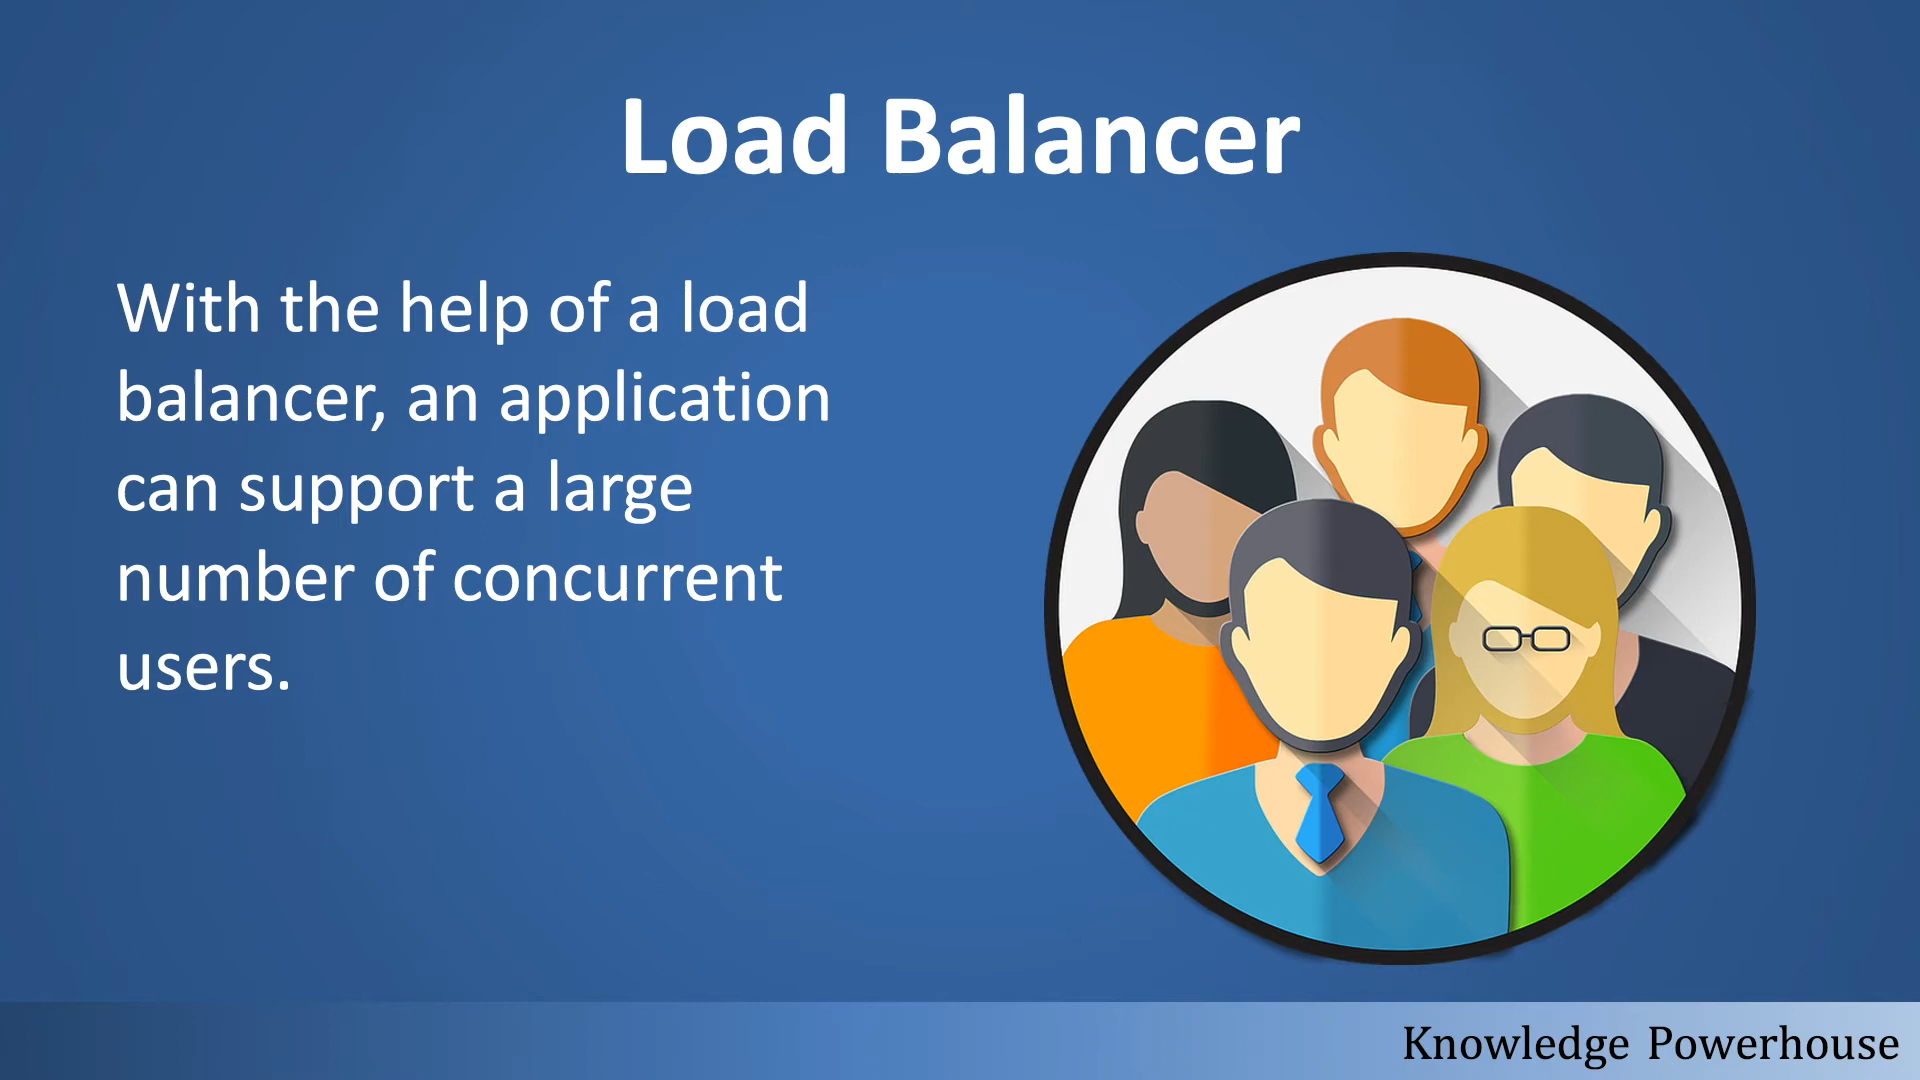 Load Balancer
With the help of a load
balancer, an application
can support a large
number of concurrent
users.
Knowledge Powerhouse